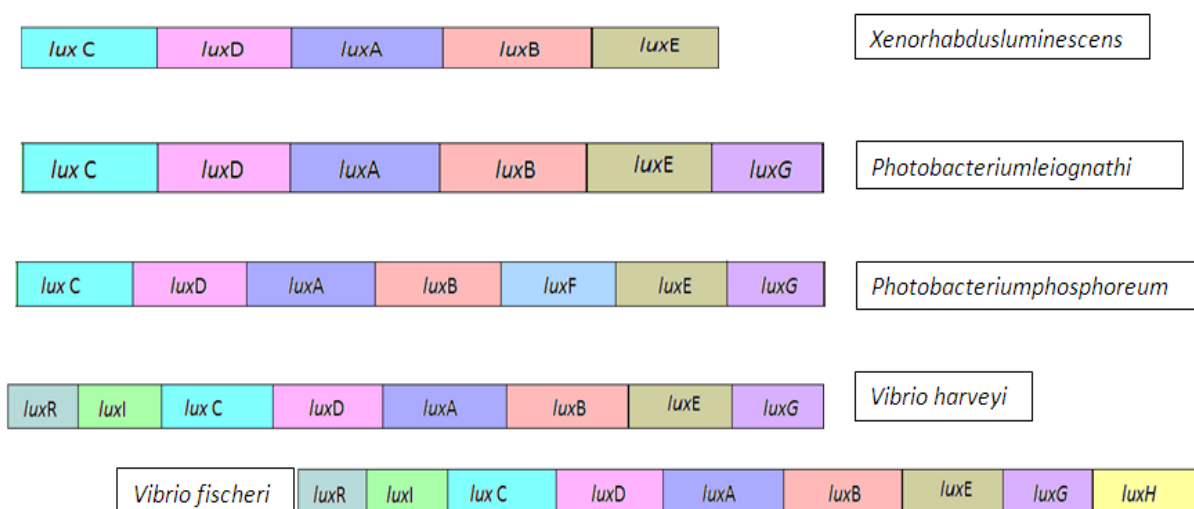 lux C luxD luxA luxB luxE Xenorhabdusluminescens
lux C luxD luxA luxB luxE luxG Photobacteriumleiognathi
lux C luxD luxA luxB luxF luxE luxG Photobacteriumphosphoreum
luxR luxI lux C luxD luxA luxB luxE luxG Vibrio harveyi
Vibrio fischeri luxR luxI lux C luxD luxA luxB luxE luxG luxH